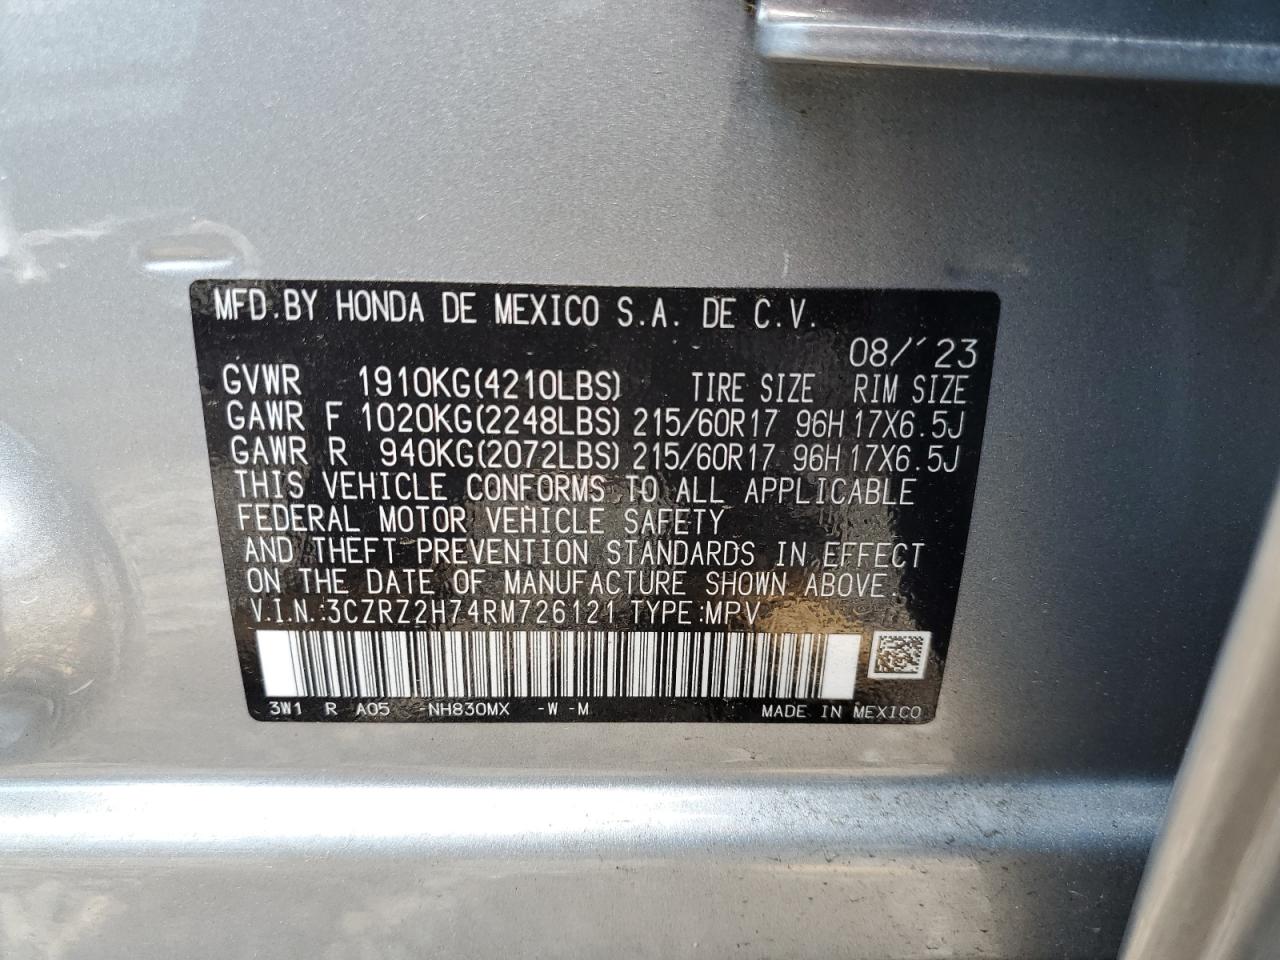 MFD.BY HONDA DE MEXICO S.A. DE C.V.
08/´23
GVWR 1910KG(4210LBS) TIRE SIZE RIM SIZE
GAWR F 1020KG(2248LBS) 215/60R17 96H 17X6.5J
GAWR R 940KG(2072LBS) 215/60R17 96H 17X6.5J
THIS VEHICLE CONFORMS TO ALL APPLICABLE
FEDERAL MOTOR VEHICLE SAFETY
AND THEFT PREVENTION STANDARDS IN EFFECT
ON THE DATE OF MANUFACTURE SHOWN ABOVE.
V.I.N.:3CZRZ2H74RM726121 TYPE:MPV
3W1 R A05 -NH830MX -W -M MADE IN MEXICO